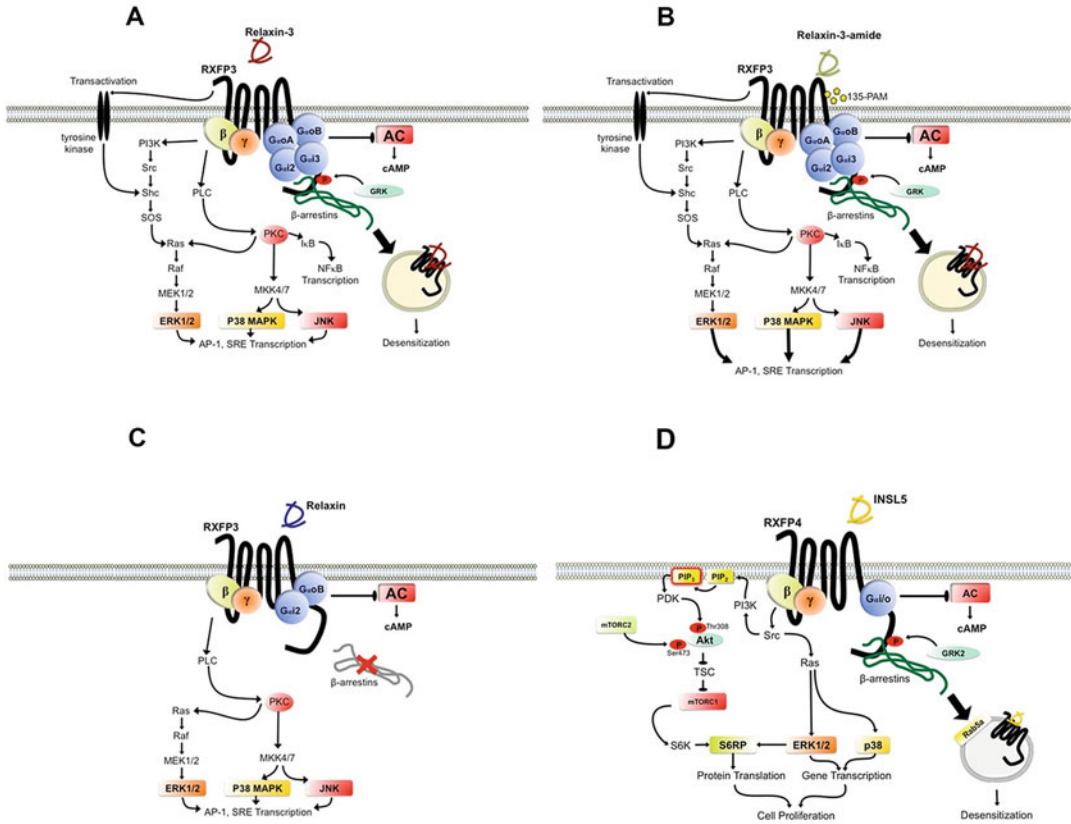 A
Relaxin-3
RXFP3
Transactivation
tyrosine
kinase
PI3K
Src
Shc
SOS
Ras
Raf
MEK1/2
ERK1/2
β
γ
GαoA
GαoB
Gαi2
Gαi3
AC
cAMP
P
GRK
β-arrestins
PLC
PKC
IκB
NFκB
Transcription
MKK4/7
P38 MAPK
JNK
AP-1, SRE Transcription
Desensitization
B
Relaxin-3-amide
RXFP3
135-PAM
Transactivation
tyrosine
kinase
PI3K
Src
Shc
SOS
Ras
Raf
MEK1/2
ERK1/2
β
γ
GαoA
GαoB
Gαi2
Gαi3
AC
cAMP
P
GRK
β-arrestins
PLC
PKC
IκB
NFκB
Transcription
MKK4/7
P38 MAPK
JNK
AP-1, SRE Transcription
Desensitization
C
Relaxin
RXFP3
β
γ
GαoB
Gαi2
AC
cAMP
β-arrestins
PLC
PKC
Ras
Raf
MEK1/2
MKK4/7
ERK1/2
P38 MAPK
JNK
AP-1, SRE Transcription
D
INSL5
RXFP4
PIP3
PIP2
PDK
PI3K
β
γ
Gαi/o
AC
cAMP
mTORC2
P
Thr308
P
Akt
Ser473
Src
TSC
Ras
P
GRK2
β-arrestins
mTORC1
S6K
S6RP
ERK1/2
p38
Rab5a
Protein Translation
Gene Transcription
Cell Proliferation
Desensitization